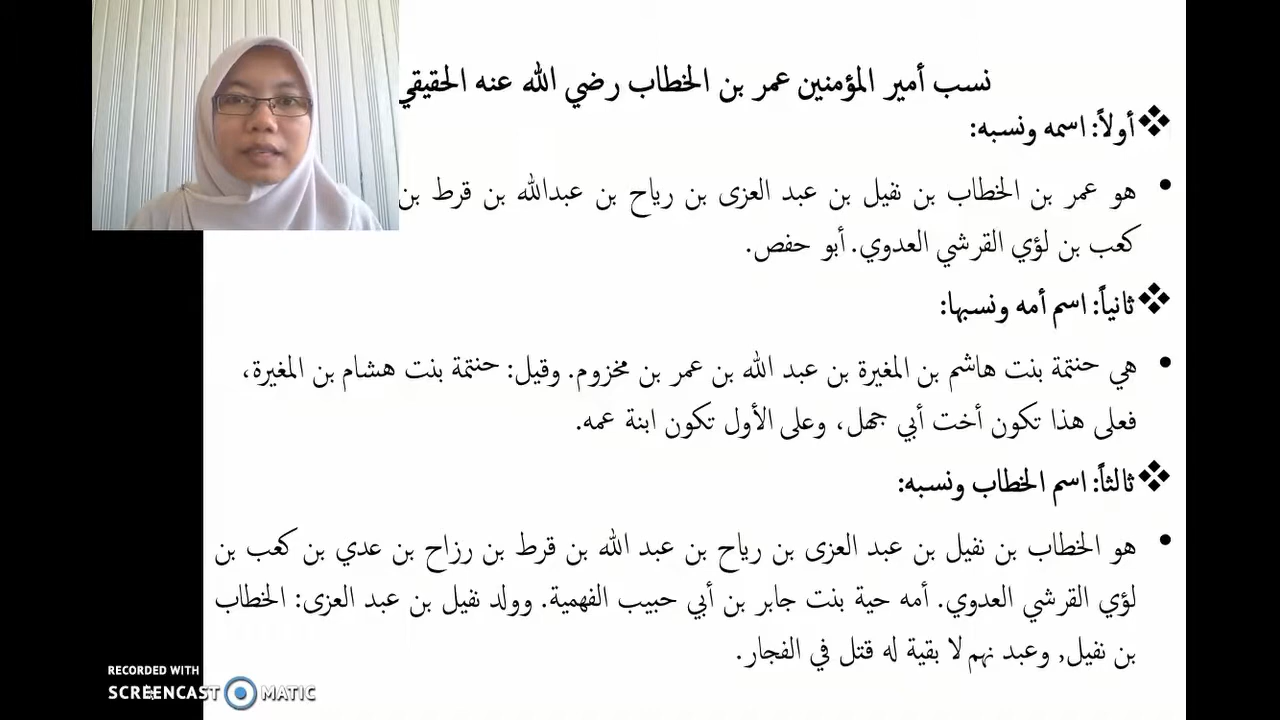 نسب أمير المؤمنين عمر بن الخطاب رضي الله عنه الحقيقي
❖أولاً: اسمه ونسبه:
• هو عمر بن الخطاب بن نفيل بن عبد العزى بن رياح بن عبدالله بن قرط بن
كعب بن لؤي القرشي العدوي. أبو حفص.
❖ثانياً: اسم أمه ونسبها:
• هي حنتمة بنت هاشم بن المغيرة بن عبد الله بن عمر بن مخزوم. وقيل: حنتمة بنت هشام بن المغيرة،
فعلى هذا تكون أخت أبي جهل، وعلى الأول تكون ابنة عمه.
❖ثالثاً: اسم الخطاب ونسبه:
• هو الخطاب بن نفيل بن عبد العزى بن رياح بن عبد الله بن قرط بن رزاح بن عدي بن كعب بن
لؤي القرشي العدوي. أمه حية بنت جابر بن أبي حبيب الفهمية. وولد نفيل بن عبد العزى: الخطاب
بن نفيل, وعبد نهم لا بقية له قتل في الفجار.
RECORDED WITH
SCREENCAST MATIC